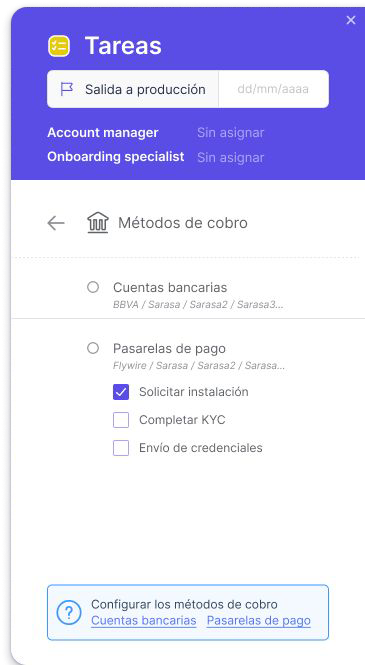 Tareas
Salida a producción dd/mm/aaaa
Account manager Sin asignar
Onboarding specialist Sin asignar
Métodos de cobro
Cuentas bancarias
BBVA / Sarasa / Sarasa2 / Sarasa3...
Pasarelas de pago
Flywire / Sarasa / Sarasa2 / Sarasa...
Solicitar instalación
Completar KYC
Envío de credenciales
? Configurar los métodos de cobro
Cuentas bancarias Pasarelas de pago